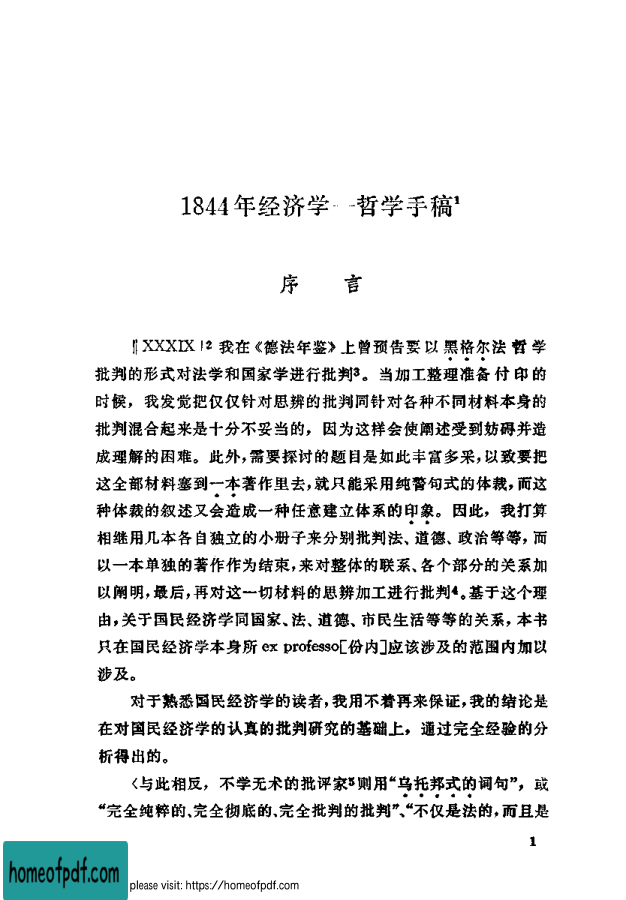 1844年经济学--哲学手稿¹
序 言
‖XXXIX|² 我在《德法年鉴》上曾预告要以黑格尔法哲学
批判的形式对法学和国家学进行批判³。当加工整理准备付印的
时候，我发觉把仅仅针对思辨的批判同针对各种不同材料本身的
批判混合起来是十分不妥当的，因为这样会使阐述受到妨碍并造
成理解的困难。此外，需要探讨的题目是如此丰富多采，以致要把
这全部材料塞到一本著作里去，就只能采用纯警句式的体裁，而这
种体裁的叙述又会造成一种任意建立体系的印象。因此，我打算
相继用几本各自独立的小册子来分别批判法、道德、政治等等，而
以一本单独的著作作为结束，来对整体的联系、各个部分的关系加
以阐明，最后，再对这一切材料的思辨加工进行批判⁴。基于这个理
由，关于国民经济学同国家、法、道德、市民生活等等的关系，本书
只在国民经济学本身所 ex professo[份内]应该涉及的范围内加以
涉及。
对于熟悉国民经济学的读者，我用不着再来保证，我的结论是
在对国民经济学的认真的批判研究的基础上，通过完全经验的分
析得出的。
〈与此相反，不学无术的批评家⁵则用“乌托邦式的词句”，或
“完全纯粹的、完全彻底的、完全批判的批判”、“不仅是法的，而且是
1
homeofpdf.com
please visit: https://homeofpdf.com